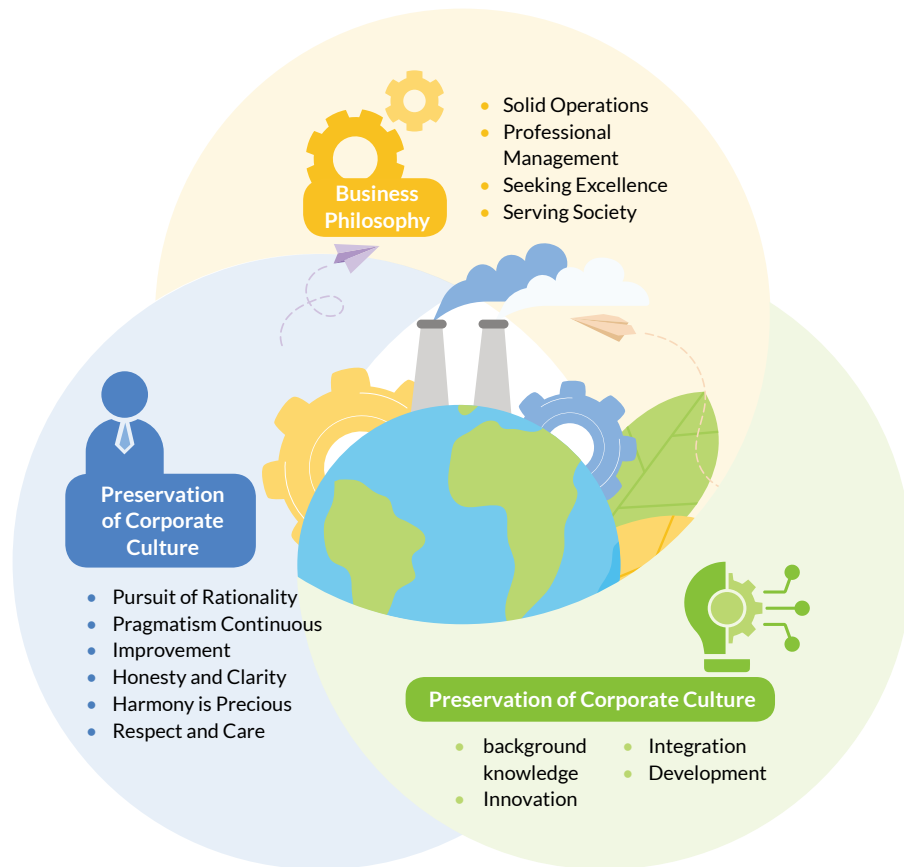 Business
Philosophy
• Solid Operations
• Professional
Management
• Seeking Excellence
• Serving Society
Preservation
of Corporate
Culture
• Pursuit of Rationality
• Pragmatism Continuous
• Improvement
• Honesty and Clarity
• Harmony is Precious
• Respect and Care
Preservation of Corporate Culture
• background
knowledge
• Innovation
• Integration
• Development